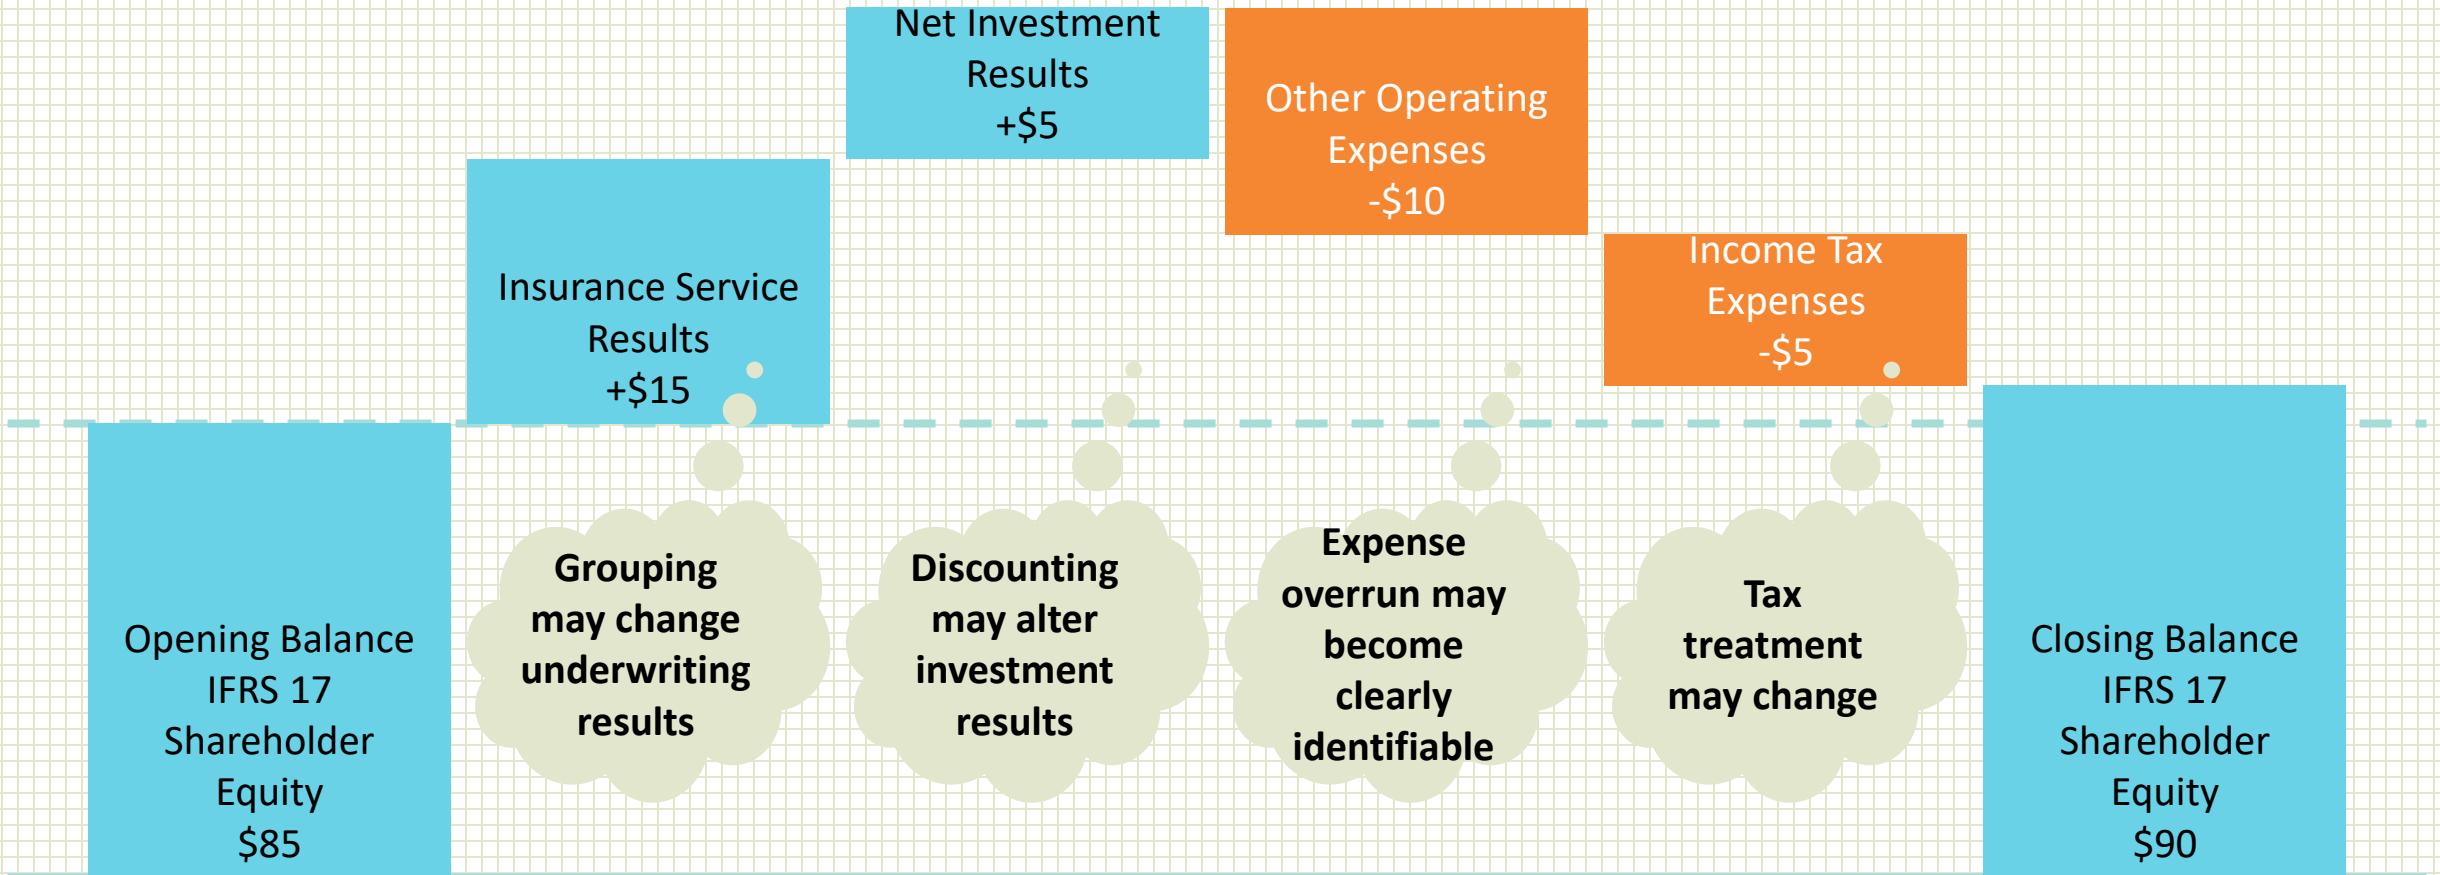 Net Investment
Results
+$5
Other Operating
Expenses
-$10
Insurance Service
Results
+$15
Income Tax
Expenses
-$5
Opening Balance
IFRS 17
Shareholder
Equity
$85
Grouping
may change
underwriting
results
Discounting
may alter
investment
results
Expense
overrun may
become
clearly
identifiable
Tax
treatment
may change
Closing Balance
IFRS 17
Shareholder
Equity
$90